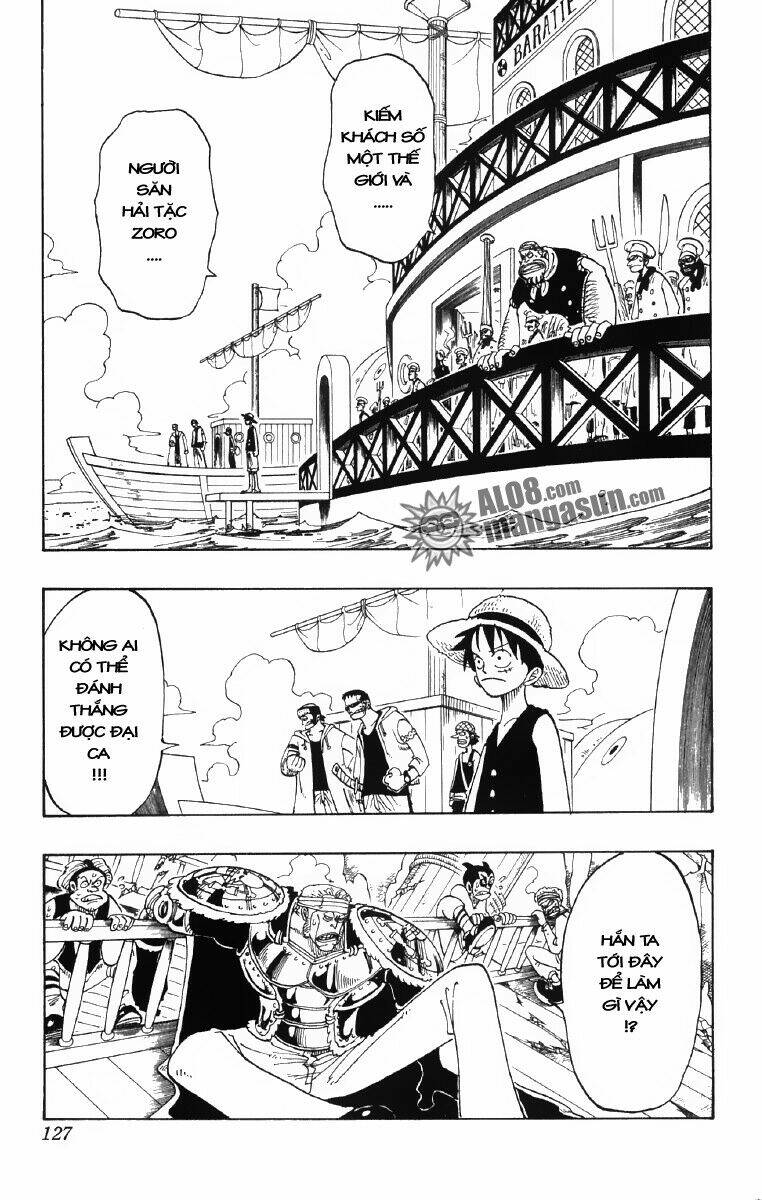 BARATIE
KIẾM
KHÁCH SỐ
MỘT THẾ
GIỚI VÀ
.....
NGƯỜI
SĂN
HẢI TẶC
ZORO
....
AL08.com
mangasun.com
KHÔNG AI
CÓ THỂ
ĐÁNH
THẮNG
ĐƯỢC ĐẠI
CA
!!!
HẮN TA
TỚI ĐÂY
ĐỂ LÀM
GÌ VẬY
!?
127